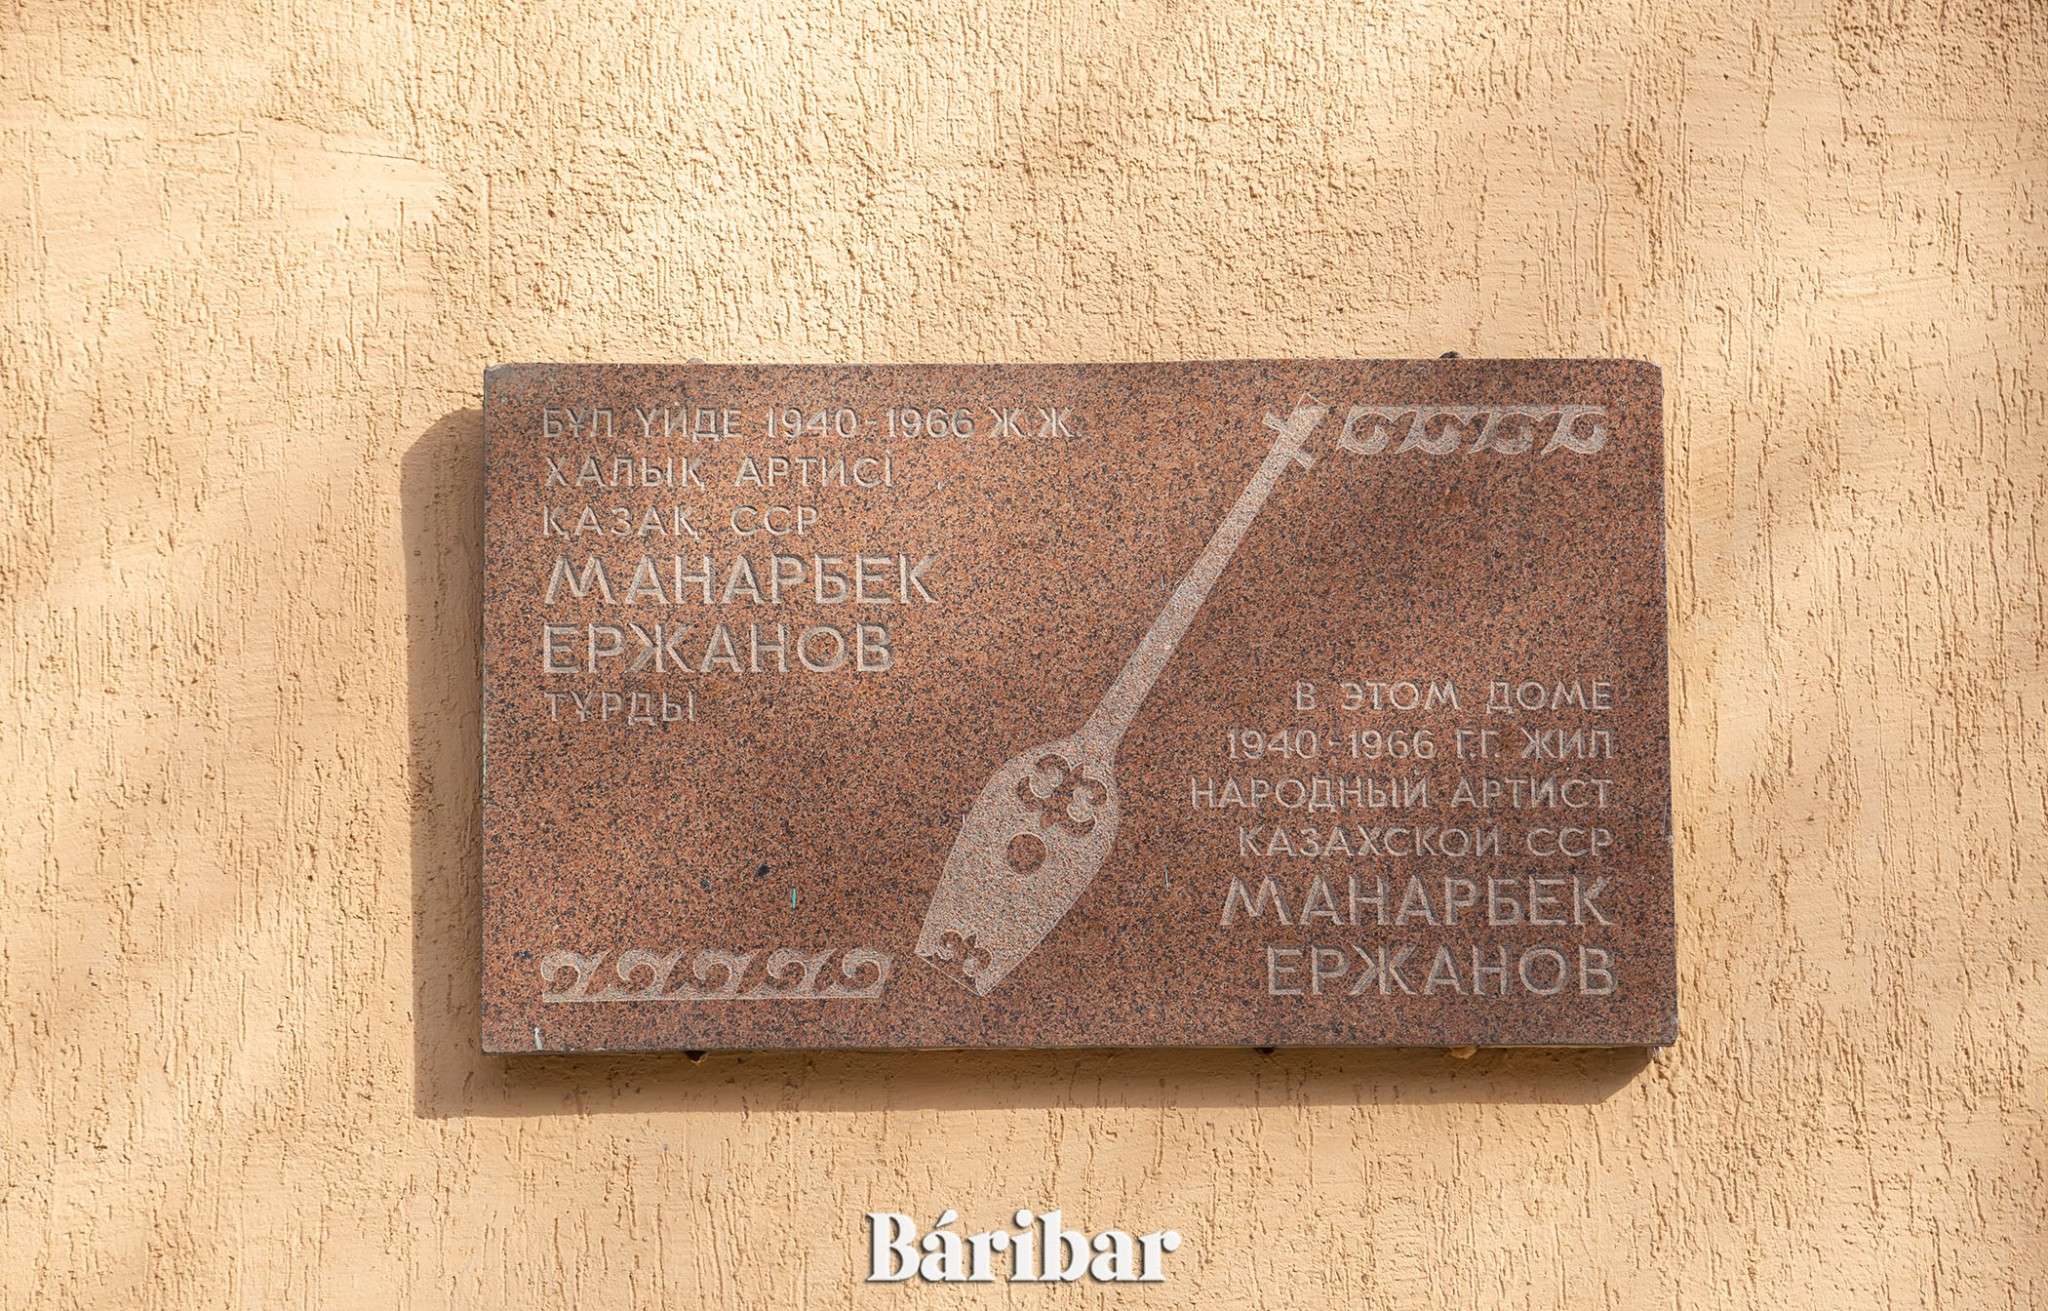 БҰЛ ҮЙДЕ 1940-1966 Ж.Ж.
ХАЛЫҚ АРТИСІ
ҚАЗАҚ ССР
МАНАРБЕК
ЕРЖАНОВ
ТҰРДЫ
В ЭТОМ ДОМЕ
1940-1966 Г.Г. ЖИЛ
НАРОДНЫЙ АРТИСТ
КАЗАХСКОЙ ССР
МАНАРБЕК
ЕРЖАНОВ
Báribar